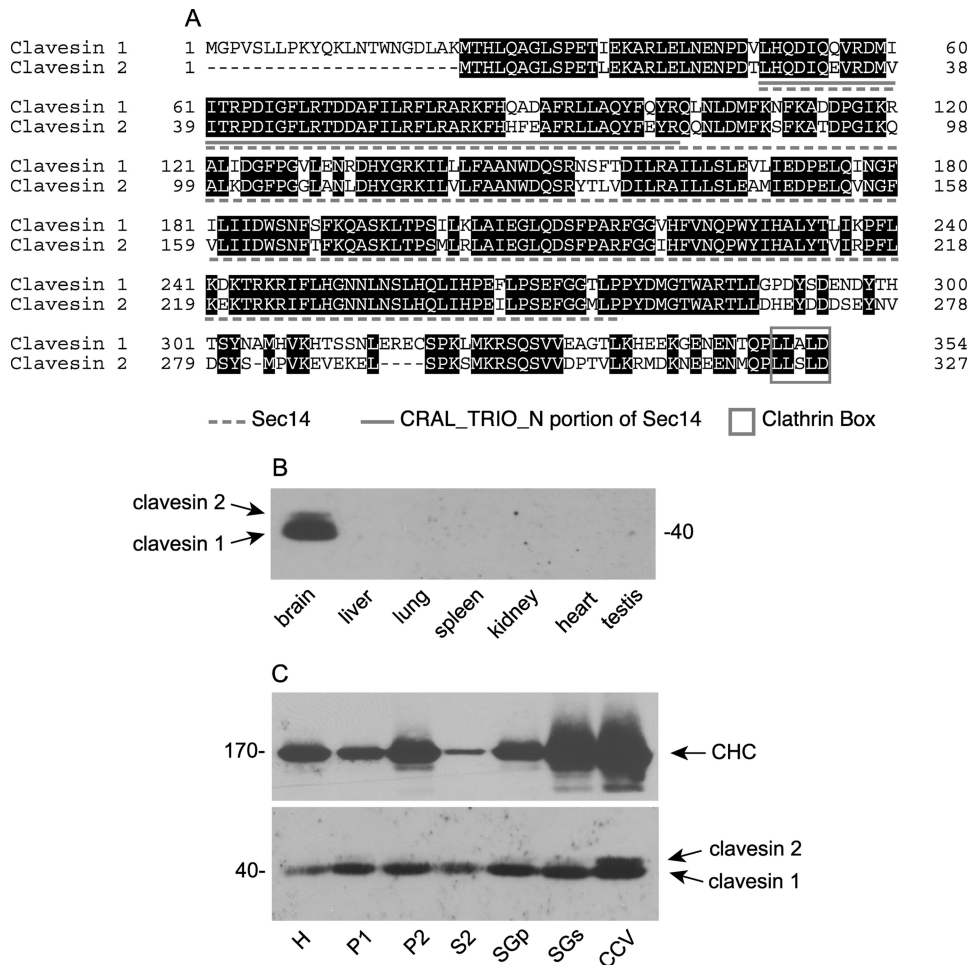 A
Clavesin 1 1 MGPVSLLPKYQKLNTWNGDLAKMTHLQAGLSPETIEKARLELNENPDVLHQDIQQVRDMI 60
Clavesin 2 1 ----------------------MTHLQAGLSPETLEKARLELNENPDTLHQDIQEVRDMV 38
Clavesin 1 61 ITRPDIGFLRTDDAFILRFLRARKFHQADAFRLLAQYFQYRQLNLDMFKNFKADDPGIKR 120
Clavesin 2 39 ITRPDIGFLRTDDAFILRFLRARKFHHFEAFRLLAQYFEYRQQNLDMFKSFKATDPGIKQ 98
Clavesin 1 121 ALIDGFPGVLENRDHYGRKILLLFAANWDQSRNSFTDILRAILLSLEVLIEDPELQINGF 180
Clavesin 2 99 ALKDGFPGGLANLDHYGRKILVLFAANWDQSRYTLVDILRAILLSLEAMIEDPELQVNGF 158
Clavesin 1 181 ILIIDWSNFSFKQASKLTPSILKLAIEGLQDSFPARFGGVHFVNQPWYIHALYTLIKPFL 240
Clavesin 2 159 VLIIDWSNFTFKQASKLTPSMLRLAIEGLQDSFPARFGGIHFVNQPWYIHALYTVIRPFL 218
Clavesin 1 241 KDKTRKRIFLHGNNLNSLHQLIHPEFLPSEFGGTLPPYDMGTWARTLLGPDYSDENDYTH 300
Clavesin 2 219 KEKTRKRIFLHGNNLNSLHQLIHPEILPSEFGGMLPPYDMGTWARTLLDHEYDDDSEYNV 278
Clavesin 1 301 TSYNAMHVKHTSSNLERECSPKLMKRSQSVVEAGTLKHEEKGENENTQPLLALD 354
Clavesin 2 279 DSYS-MPVKEVEKEL----SPKSMKRSQSVVDPTVLKRMDKNEEENMQPLLSLD 327
Sec14 CRAL_TRIO_N portion of Sec14 Clathrin Box
B
clavesin 2
clavesin 1
-40
brain liver lung spleen kidney heart testis
C
170- CHC
clavesin 2
40-
clavesin 1
H P1 P2 S2 SGp SGs CCV